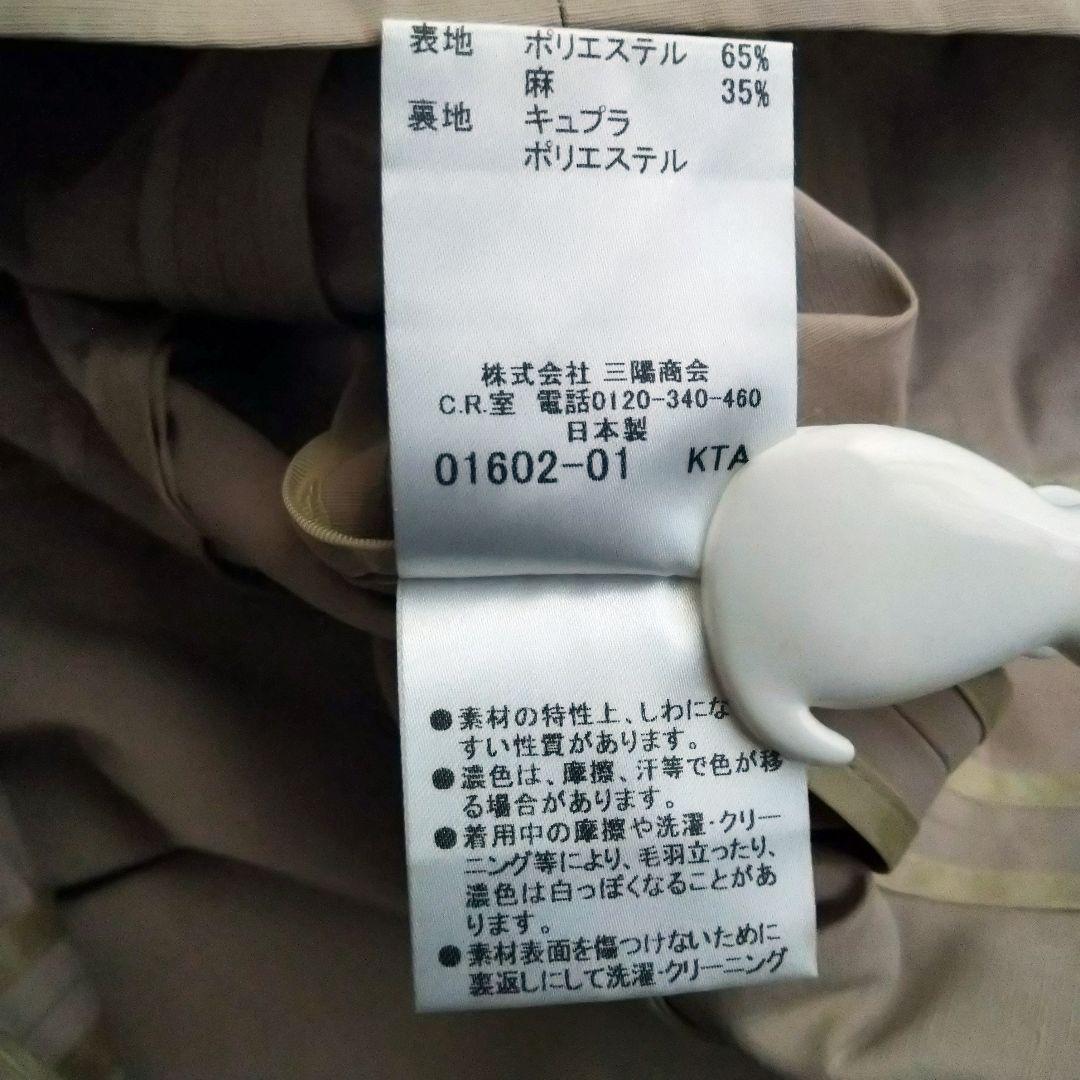 表地 ポリエステル 65%
麻 35%
裏地 キュプラ
ポリエステル
株式会社 三陽商会
C.R.室 電話0120-340-460
日本製
01602-01 KTA
●素材の特性上、しわにな
すい性質があります。
●濃色は、摩擦、汗等で色が移
る場合があります。
●着用中の摩擦や洗濯・クリー
ニング等により、毛羽立ったり、
濃色は白っぽくなることがあ
ります。
●素材表面を傷つけないために
裏返しにして洗濯・クリーニング